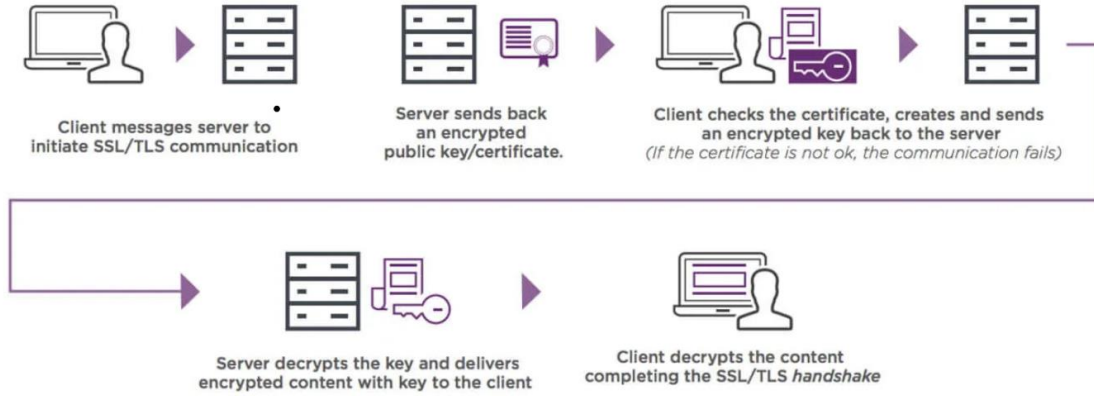 Client messages server to
initiate SSL/TLS communication
Server sends back
an encrypted
public key/certificate.
Client checks the certificate, creates and sends
an encrypted key back to the server
(If the certificate is not ok, the communication fails)
Server decrypts the key and delivers
encrypted content with key to the client
Client decrypts the content
completing the SSL/TLS handshake